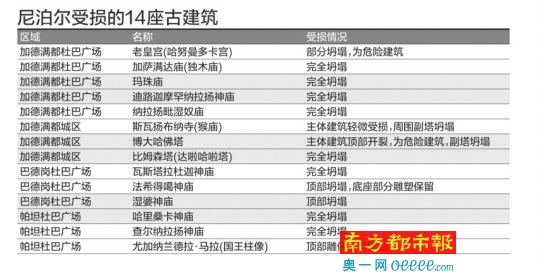 尼泊尔受损的14座古建筑
区域 名称 受损情况
加德满都杜巴广场 老皇宫(哈努曼多卡宫) 部分坍塌,为危险建筑
加德满都杜巴广场 加萨满达庙(独木庙) 完全坍塌
加德满都杜巴广场 玛珠庙 完全坍塌
加德满都杜巴广场 迪路迦摩罕纳拉扬神庙 完全坍塌
加德满都杜巴广场 纳拉扬毗湿奴庙 完全坍塌
加德满都城区 斯瓦扬布纳寺(猴庙) 主体建筑轻微受损,周围副塔坍塌
加德满都城区 博大哈佛塔 主体建筑顶部开裂,为危险建筑,副塔坍塌
加德满都城区 比姆森塔(达啦哈啦塔) 完全坍塌
巴德岗杜巴广场 瓦斯塔拉杜迦神庙 完全坍塌
巴德岗杜巴广场 法希得噶神庙 顶部坍塌,底座部分雕塑保留
巴德岗杜巴广场 湿婆神庙 顶部坍塌
帕坦杜巴广场 哈里桑卡神庙 完全坍塌
帕坦杜巴广场 查尔纳拉扬神庙 完全坍塌
帕坦杜巴广场 尤加纳兰德拉·马拉(国王柱像) 顶部雕
南方都市报
奥一网oeeee.com